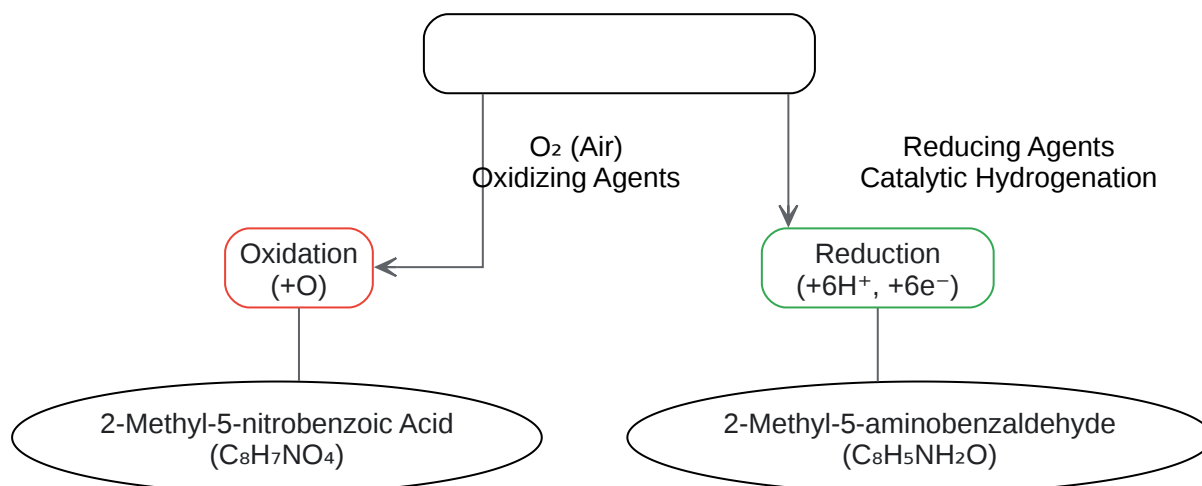 O₂ (Air)
Oxidizing Agents
Reducing Agents
Catalytic Hydrogenation
Oxidation
(+O)
Reduction
(+6H⁺, +6e⁻)
2-Methyl-5-nitrobenzoic Acid
(C₈H₇NO₄)
2-Methyl-5-aminobenzaldehyde
(C₈H₅NH₂O)